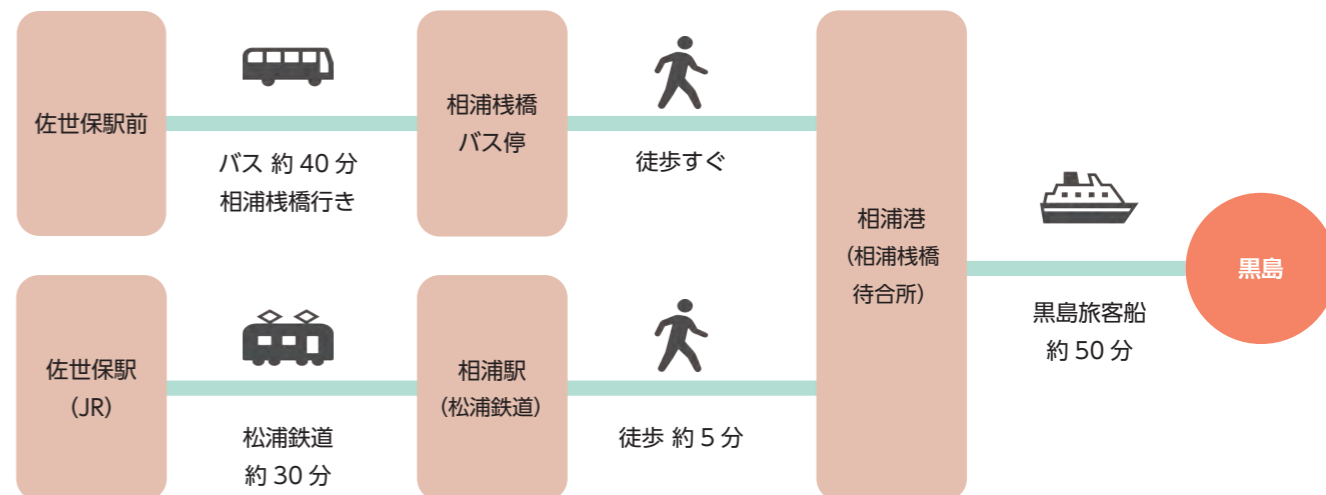 佐世保駅前
バス 約 40 分
相浦桟橋行き
相浦桟橋
バス停
徒歩すぐ
佐世保駅
(JR)
松浦鉄道
約 30 分
相浦駅
(松浦鉄道)
徒歩 約 5 分
相浦港
(相浦桟橋
待合所)
黒島旅客船
約 50 分
黒島